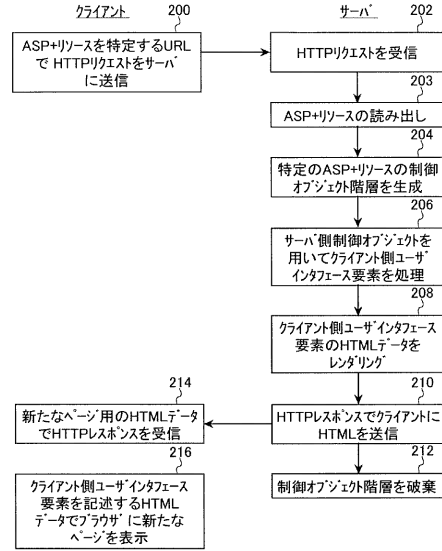 クライアント
200
ASP+リソースを特定するURL
で HTTPリクエストをサーバ
に送信
サーバ
202
HTTPリクエストを受信
203
ASP+リソースの読み出し
204
特定のASP+リソースの制御
オブジェクト階層を生成
206
サーバ側制御オブジェクトを
用いてクライアント側ユーザ
インタフェース要素を処理
208
クライアント側ユーザインタフェース
要素のHTMLデータを
レンダリング
210
HTTPレスポンスでクライアントに
HTMLを送信
212
制御オブジェクト階層を破棄
214
新たなページ用のHTMLデータ
でHTTPレスポンスを受信
216
クライアント側ユーザインタフェース
要素を記述するHTML
データでブラウザに新たな
ページを表示